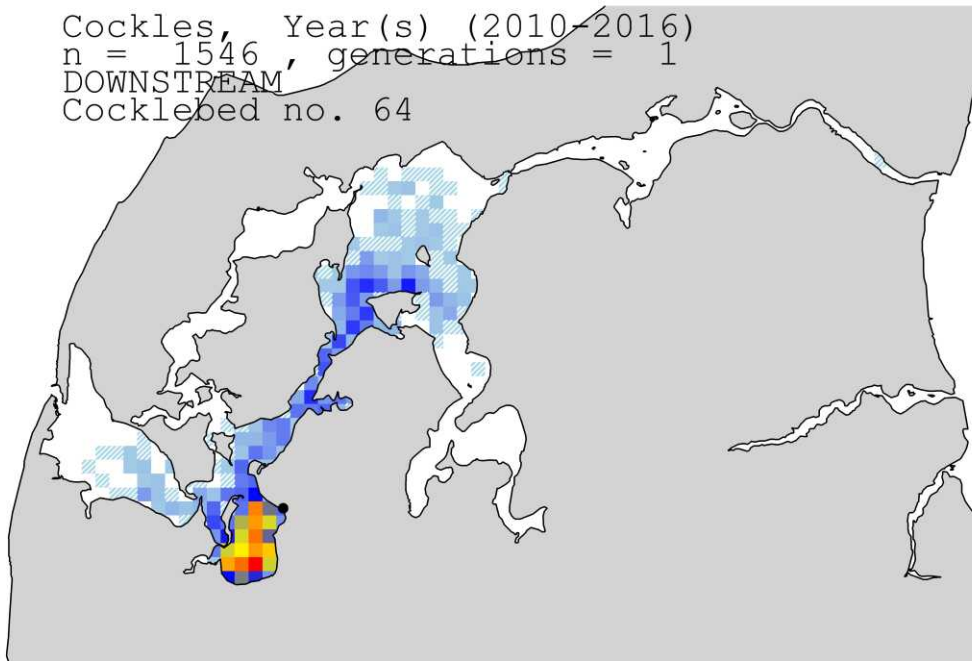 Cockles, Year(s) (2010-2016)
n = 1546 , generations = 1
DOWNSTREAM
Cocklebed no. 64